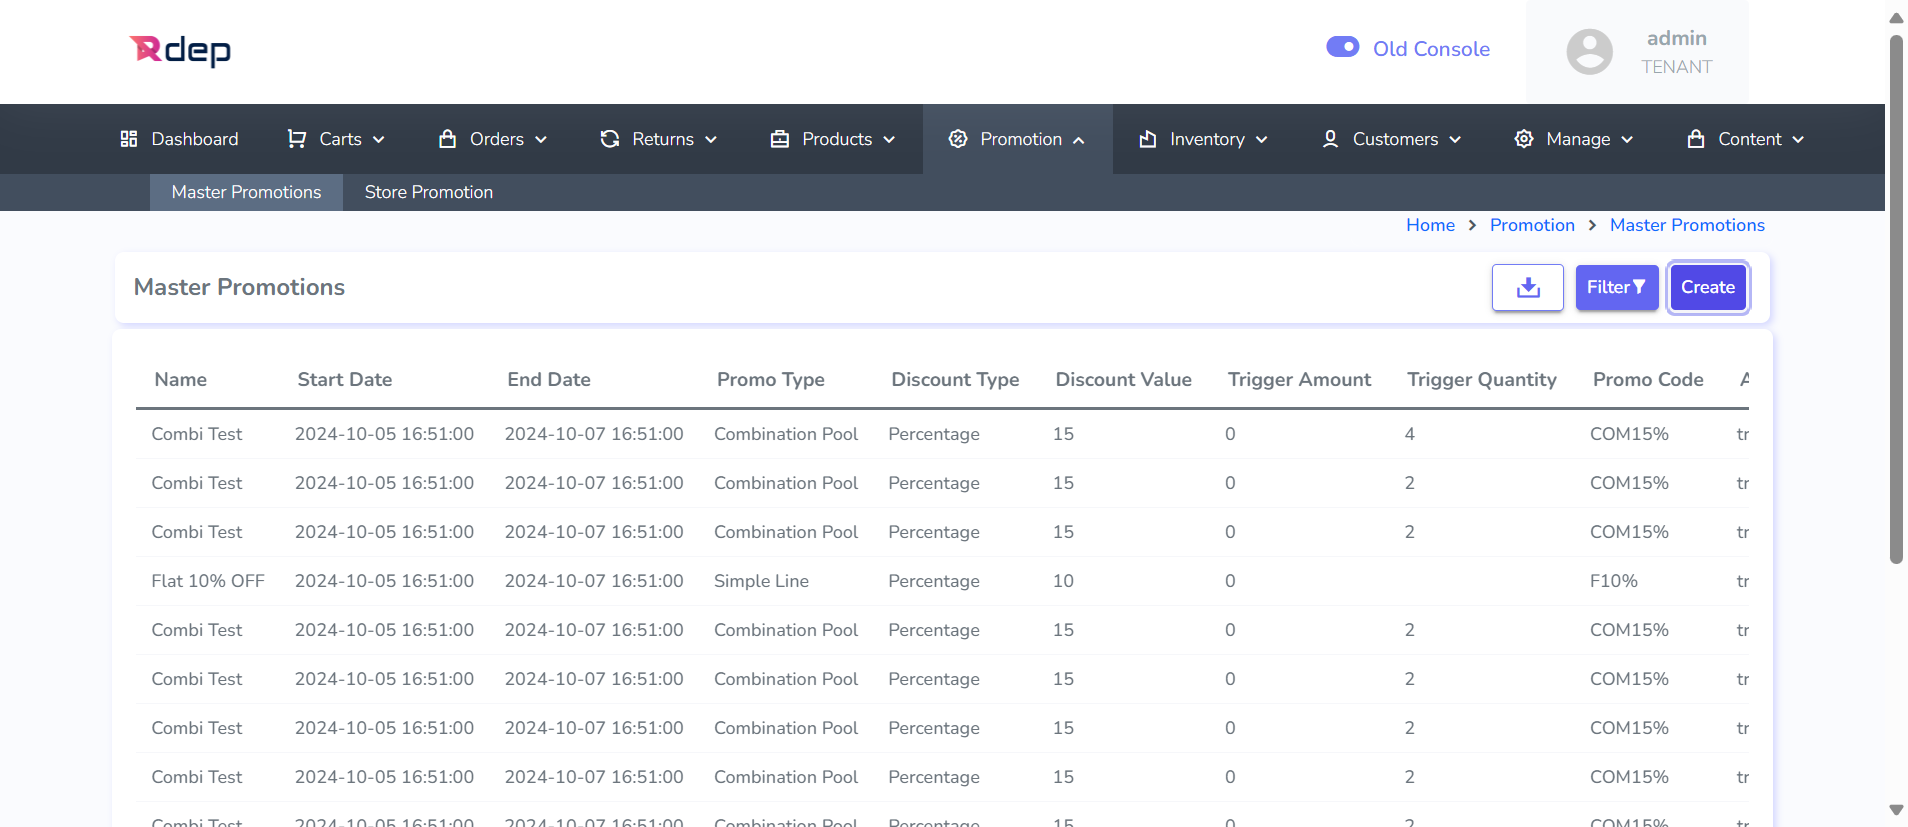 Rdep
Old Console
admin
TENANT
Dashboard Carts Orders Returns Products Promotion Inventory Customers Manage Content
Master Promotions Store Promotion
Home > Promotion > Master Promotions
Master Promotions Filter Create
Name Start Date End Date Promo Type Discount Type Discount Value Trigger Amount Trigger Quantity Promo Code
Combi Test 2024-10-05 16:51:00 2024-10-07 16:51:00 Combination Pool Percentage 15 0 4 COM15% tr
Combi Test 2024-10-05 16:51:00 2024-10-07 16:51:00 Combination Pool Percentage 15 0 2 COM15% tr
Combi Test 2024-10-05 16:51:00 2024-10-07 16:51:00 Combination Pool Percentage 15 0 2 COM15% tr
Flat 10% OFF 2024-10-05 16:51:00 2024-10-07 16:51:00 Simple Line Percentage 10 0 F10% tr
Combi Test 2024-10-05 16:51:00 2024-10-07 16:51:00 Combination Pool Percentage 15 0 2 COM15% tr
Combi Test 2024-10-05 16:51:00 2024-10-07 16:51:00 Combination Pool Percentage 15 0 2 COM15% tr
Combi Test 2024-10-05 16:51:00 2024-10-07 16:51:00 Combination Pool Percentage 15 0 2 COM15% tr
Combi Test 2024-10-05 16:51:00 2024-10-07 16:51:00 Combination Pool Percentage 15 0 2 COM15% tr
Combi Test 2024-10-05 16:51:00 2024-10-07 16:51:00 Combination Pool Percentage 15 0 2 COM15% tr